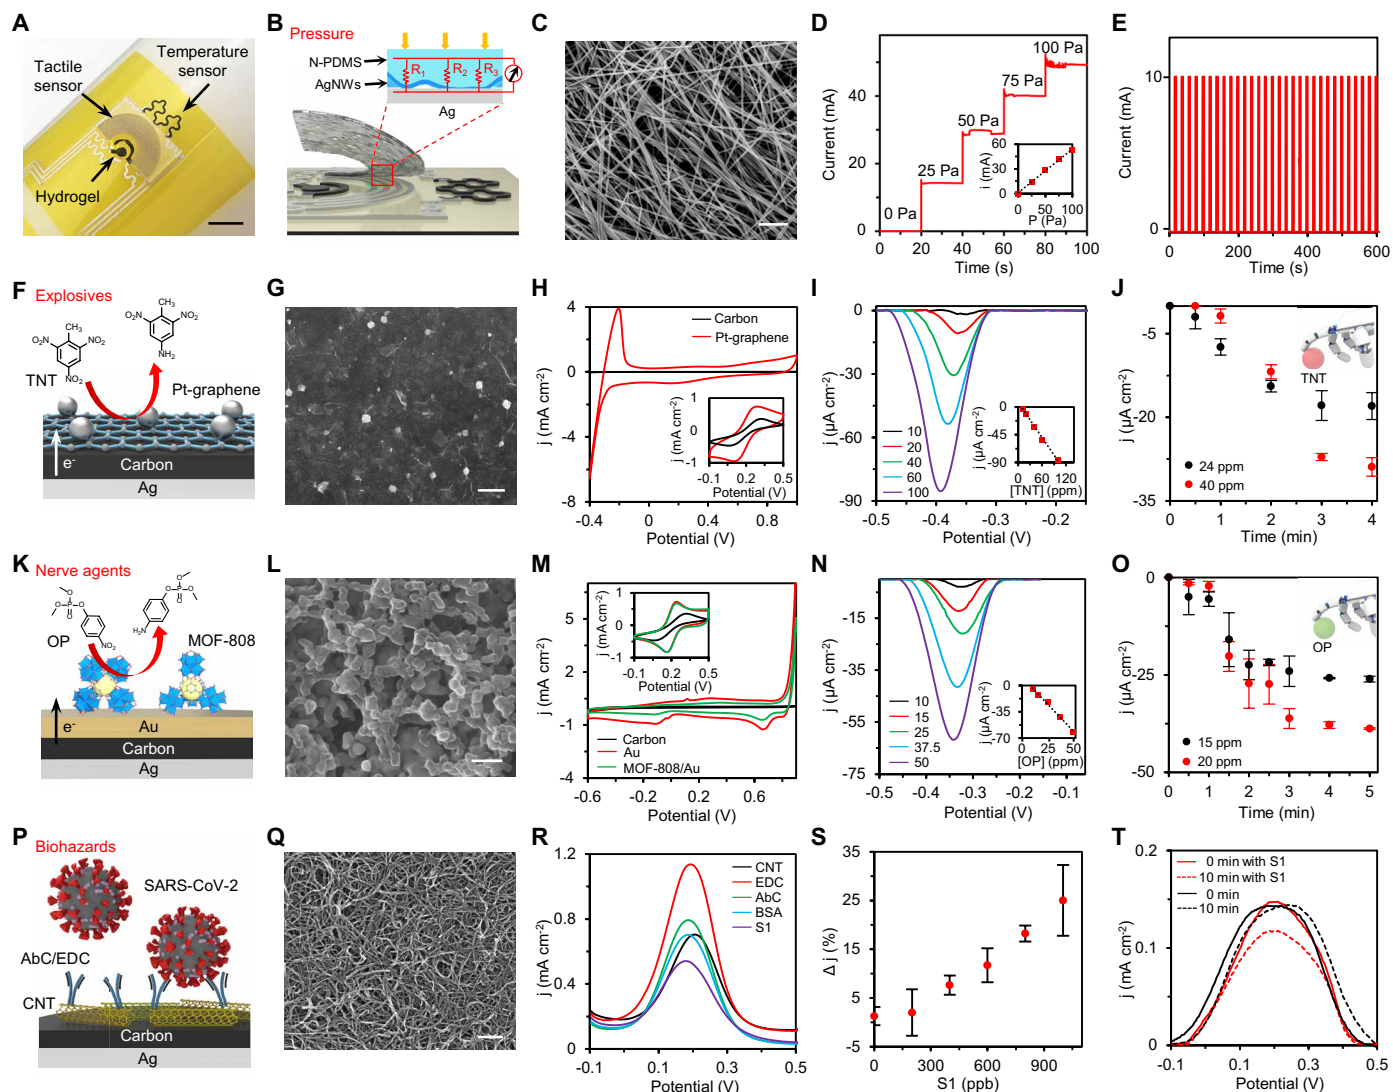 A
Tactile
sensor
Temperature
sensor
Hydrogel
B
Pressure
N-PDMS
AgNWs
R1
R2
R3
Ag
C
D
Current (mA)
40
20
0
0 Pa
25 Pa
50 Pa
75 Pa
100 Pa
i (mA)
60
30
0
0 50 100
P (Pa)
0 20 40 60 80 100
Time (s)
E
Current (mA)
10
0
200 400 600
Time (s)
F
Explosives
CH3
O2N NO2
NO2
TNT
CH3
O2N NO2
NH2
Pt-graphene
e-
Carbon
Ag
G
H
j (mA cm-2)
4
2
0
-4
-8
Carbon
Pt-graphene
j (mA cm-2)
1
0
-1
-0.1 0.2 0.5
Potential (V)
-0.4 0 0.4 0.8
Potential (V)
I
j (μA cm-2)
0
-30
-60
-90
10
20
40
60
100
j (μA cm-2)
0
-45
-90
0 60 120
[TNT] (ppm)
-0.5 -0.4 -0.3 -0.2
Potential (V)
J
j (μA cm-2)
-5
-20
-35
TNT
24 ppm
40 ppm
0 1 2 3 4
Time (min)
K
Nerve agents
OP
NO2
H2N
MOF-808
e-
Au
Carbon
Ag
L
M
j (mA cm-2)
5
2
-1
-4
j (mA cm-2)
1
0
-1
-0.1 0.2 0.5
Potential (V)
Carbon
Au
MOF-808/Au
-0.6 -0.2 0.2 0.6
Potential (V)
N
j (μA cm-2)
-15
-35
-55
-75
10
15
25
37.5
50
j (μA cm-2)
0
-35
-70
0 25 50
[OP] (ppm)
-0.5 -0.4 -0.3 -0.2 -0.1
Potential (V)
O
j (μA cm-2)
0
-25
-50
OP
15 ppm
20 ppm
0 1 2 3 4 5
Time (min)
P
Biohazards
SARS-CoV-2
AbC/EDC
CNT
Carbon
Ag
Q
R
j (mA cm-2)
1.2
0.8
0.4
0
CNT
EDC
AbC
BSA
S1
-0.1 0.1 0.3 0.5
Potential (V)
S
Δ j (%)
35
25
15
5
-5
0 300 600 900
S1 (ppb)
T
j (mA cm-2)
0.2
0.1
0
0 min with S1
10 min with S1
0 min
10 min
-0.1 0.1 0.3 0.5
Potential (V)